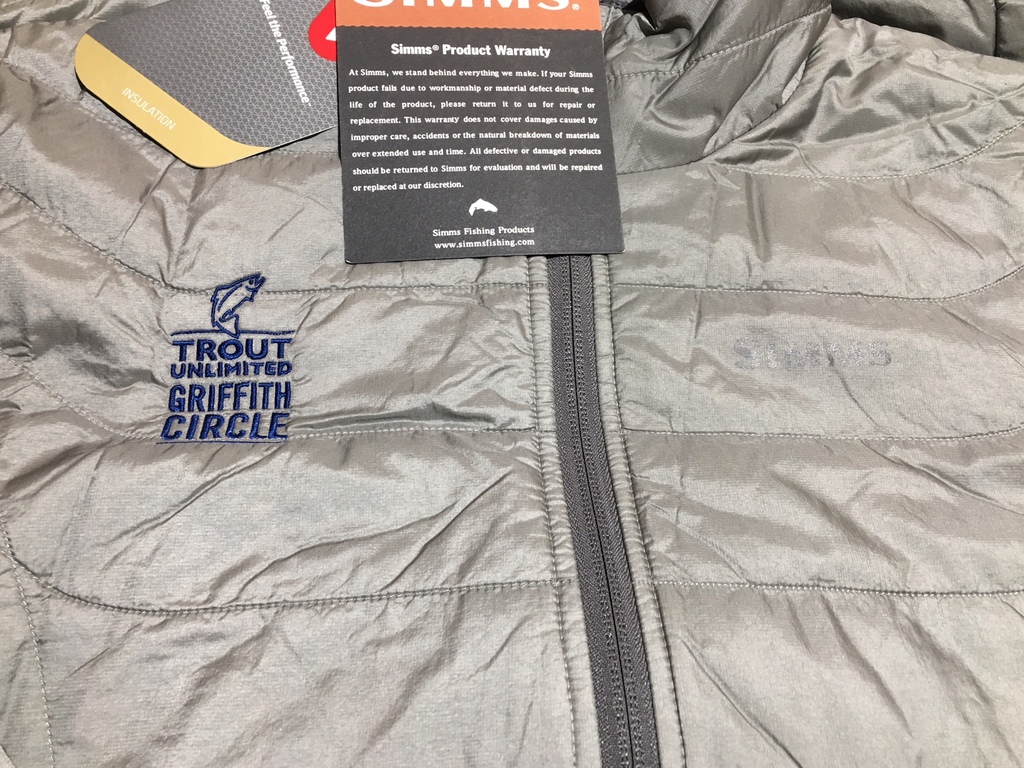 Feel the Performance
INSULATION
SIMMS®
Simms® Product Warranty
At Simms, we stand behind everything we make. If your Simms
product fails due to workmanship or material defect during the
life of the product, please return it to us for repair or
replacement. This warranty does not cover damages caused by
improper care, accidents or the natural breakdown of materials
over extended use and time. All defective or damaged products
should be returned to Simms for evaluation and will be repaired
or replaced at our discretion.
Simms Fishing Products
www.simmsfishing.com
TROUT
UNLIMITED
GRIFFITH
CIRCLE
SIMMS